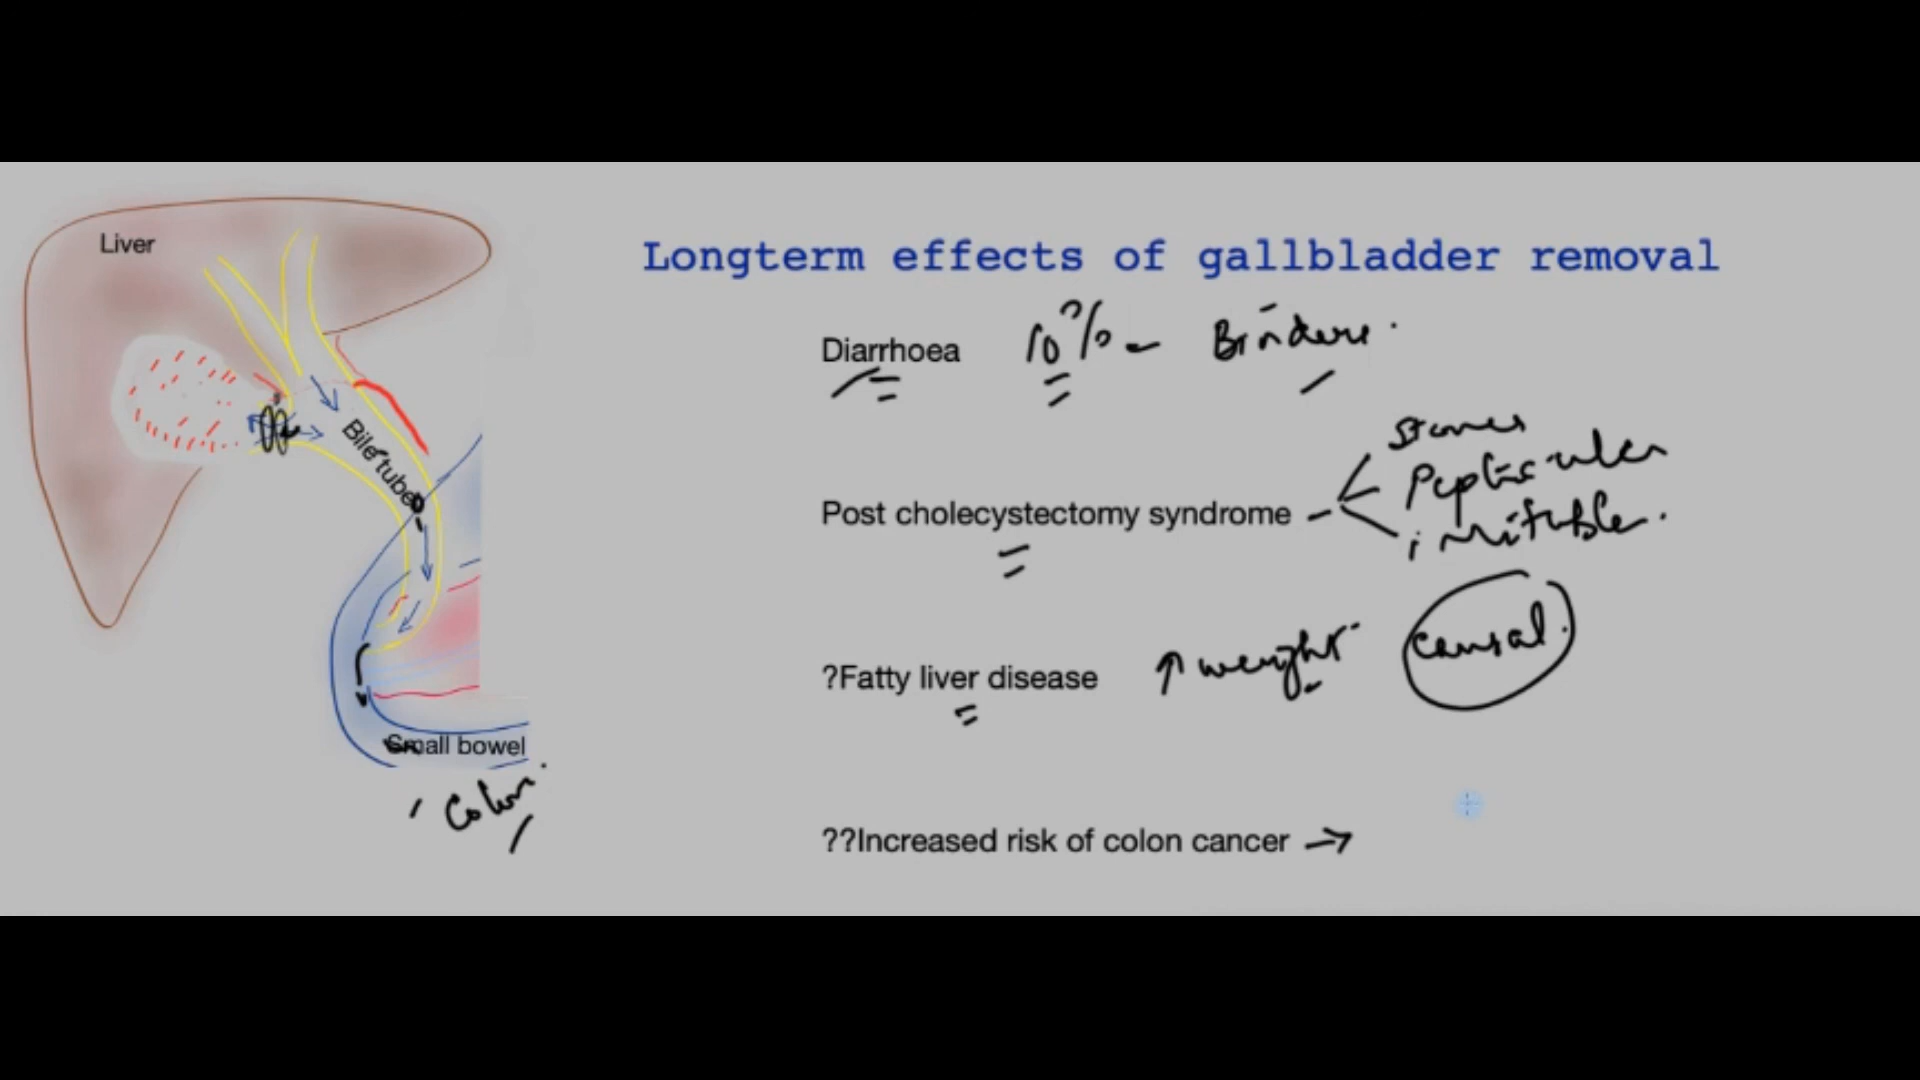 Liver
Longterm effects of gallbladder removal
Diarrhoea 10% - Binders.
Bile tube
Stones
Peptic ulcer
Post cholecystectomy syndrome -
irritable.
?Fatty liver disease ↑ weight causal.
Small bowel
Colon.
??Increased risk of colon cancer →